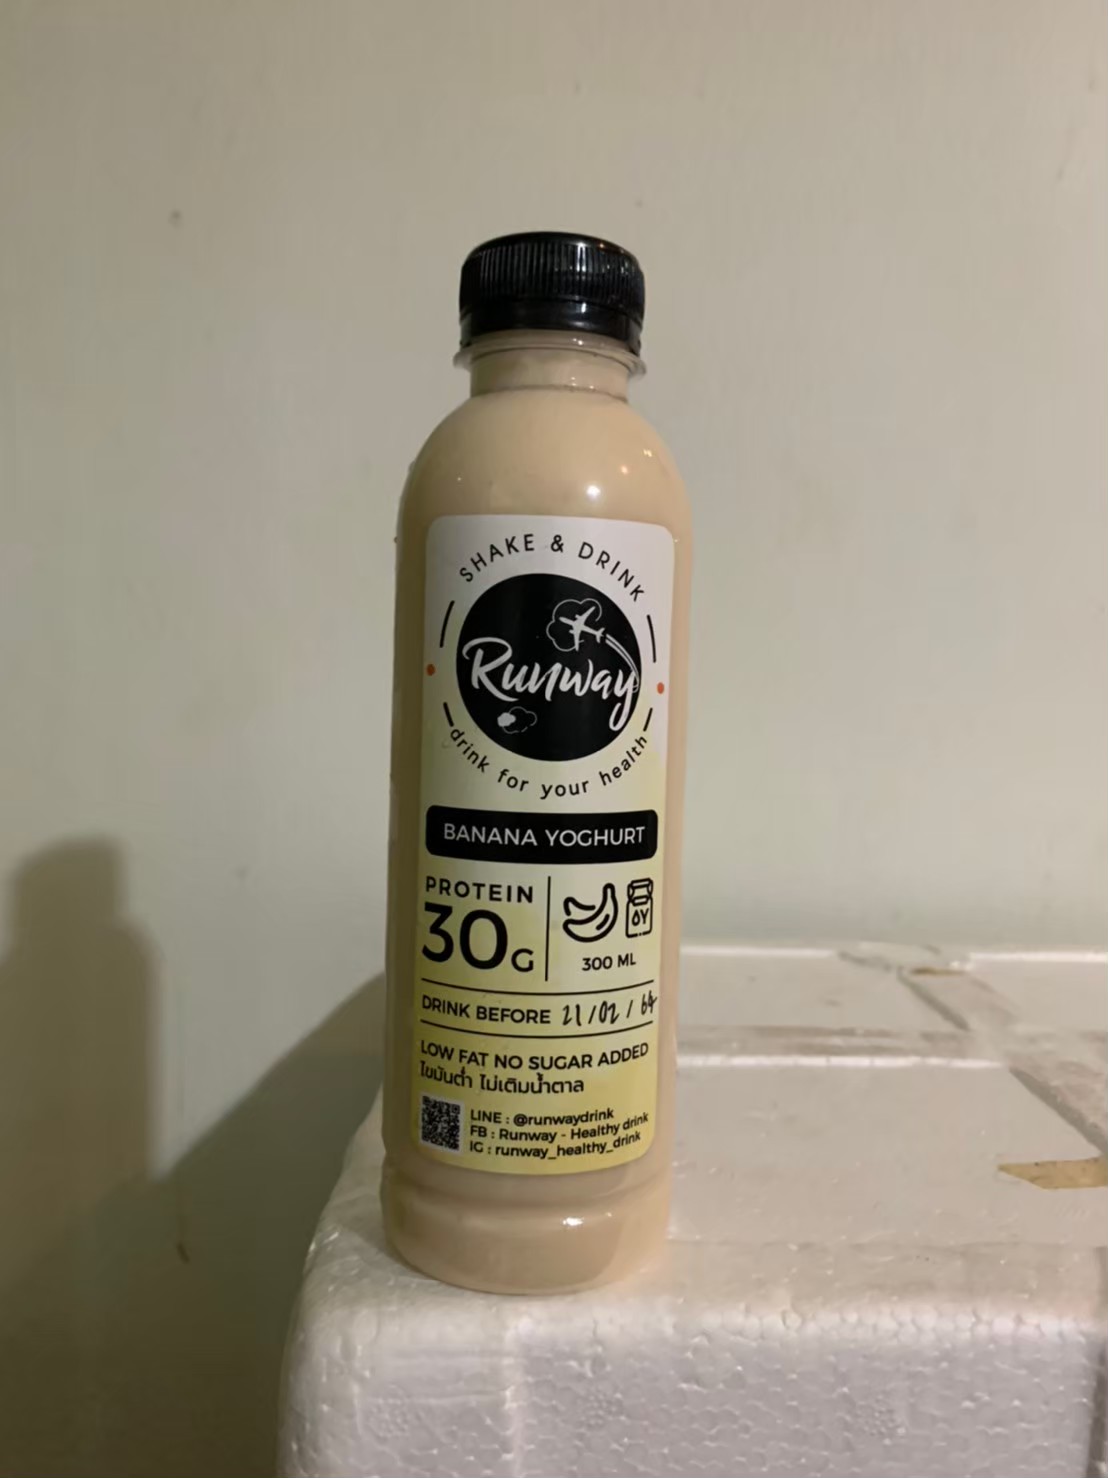 SHAKE & DRINK
Runway
drink for your health
BANANA YOGHURT
PROTEIN
30G
300 ML
DRINK BEFORE 21/02/64
LOW FAT NO SUGAR ADDED
ไขมันต่ำ ไม่เติมน้ำตาล
LINE : @runwaydrink
FB : Runway - Healthy drink
IG : runway_healthy_drink